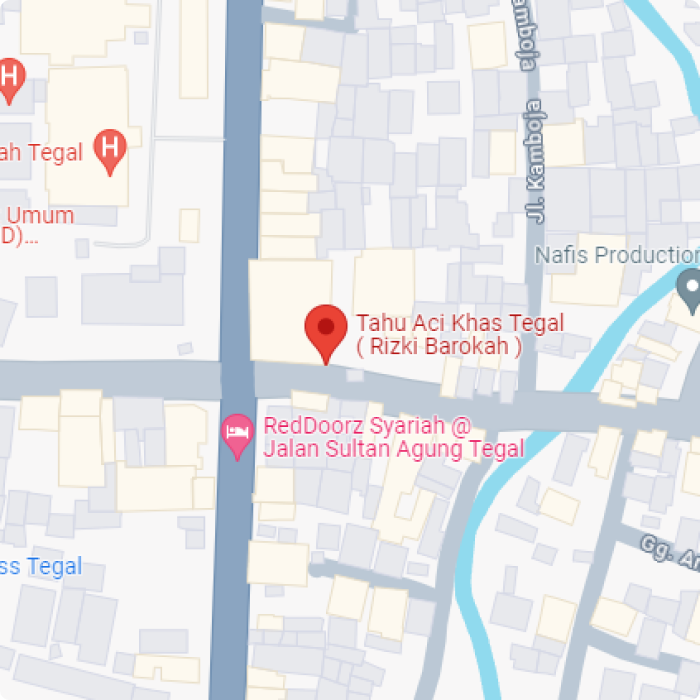 mboja
Jl. Kamboja
ah Tegal
Umum
D)...
Nafis Production
Tahu Aci Khas Tegal
( Rizki Barokah )
RedDoorz Syariah @
Jalan Sultan Agung Tegal
Gg. Ar
ss Tegal